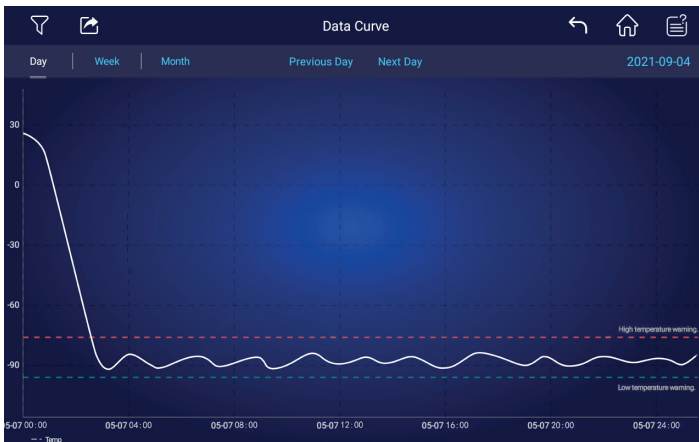 Data Curve
Day Week Month Previous Day Next Day 2021-09-04
30
0
-30
-60
High temperature warning.
-90
Low temperature warning.
05-07 00:00 05-07 04:00 05-07 08:00 05-07 12:00 05-07 16:00 05-07 20:00 05-07 24:00
Temp